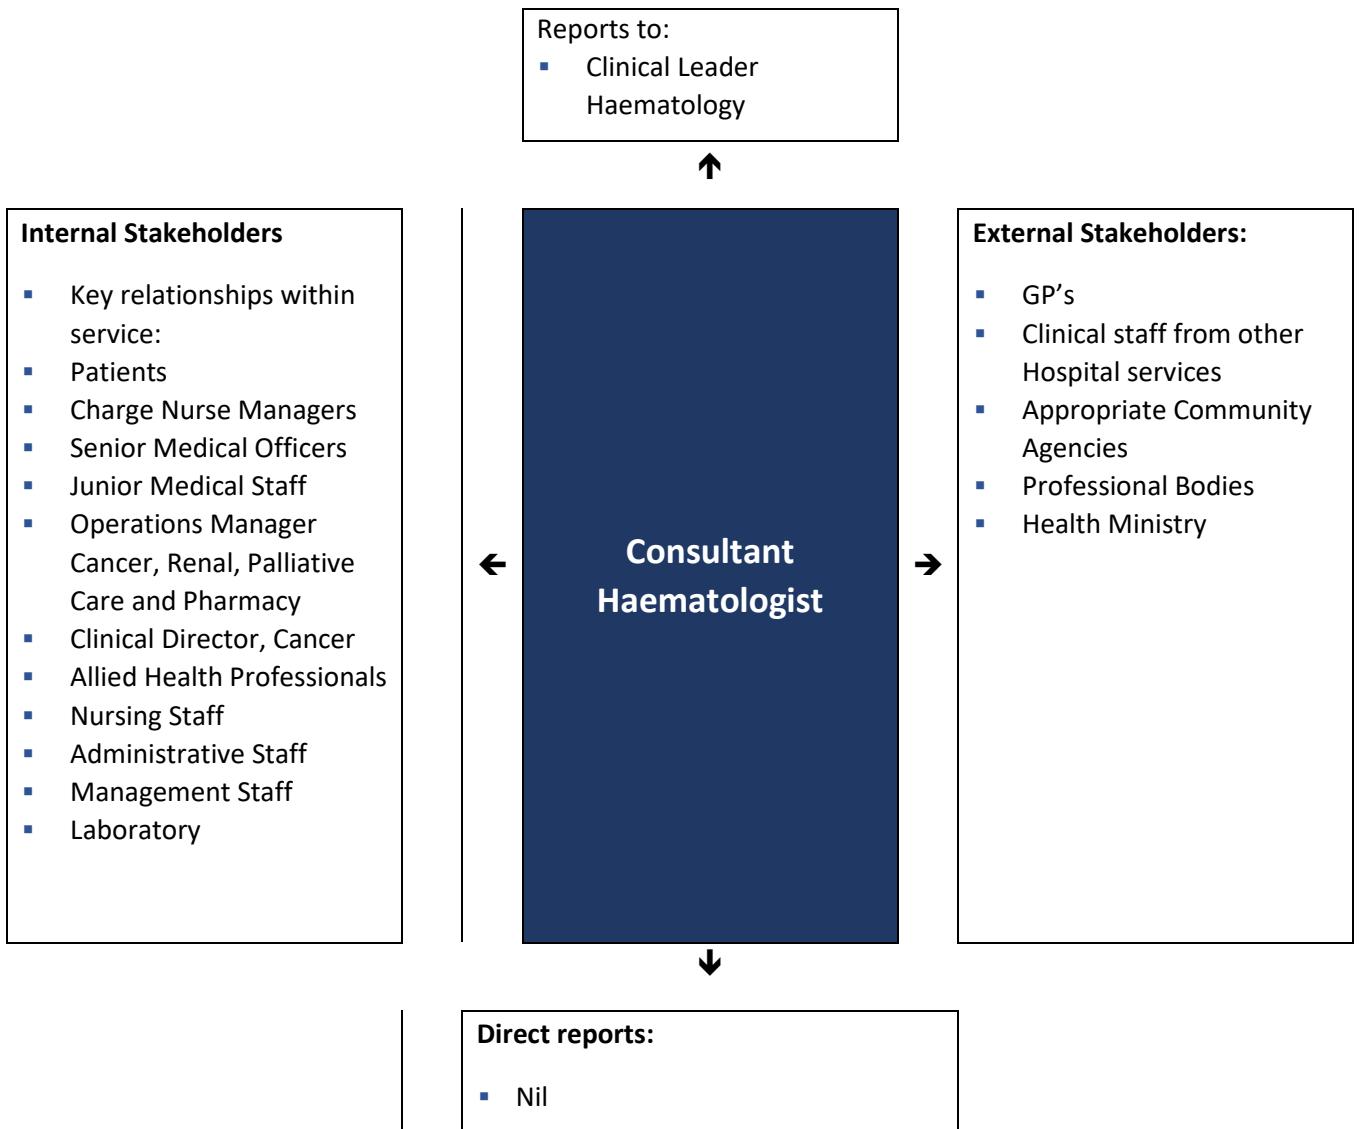 Reports to:
▪ Clinical Leader
Haematology
Internal Stakeholders
▪ Key relationships within
service:
▪ Patients
▪ Charge Nurse Managers
▪ Senior Medical Officers
▪ Junior Medical Staff
▪ Operations Manager
Cancer, Renal, Palliative
Care and Pharmacy
▪ Clinical Director, Cancer
▪ Allied Health Professionals
▪ Nursing Staff
▪ Administrative Staff
▪ Management Staff
▪ Laboratory
Consultant
Haematologist
External Stakeholders:
▪ GP’s
▪ Clinical staff from other
Hospital services
▪ Appropriate Community
Agencies
▪ Professional Bodies
▪ Health Ministry
Direct reports:
▪ Nil